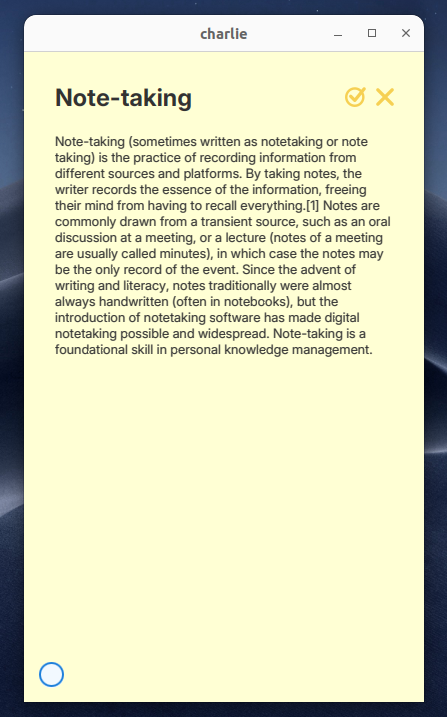 charlie
Note-taking
Note-taking (sometimes written as notetaking or note
taking) is the practice of recording information from
different sources and platforms. By taking notes, the
writer records the essence of the information, freeing
their mind from having to recall everything.[1] Notes are
commonly drawn from a transient source, such as an oral
discussion at a meeting, or a lecture (notes of a meeting
are usually called minutes), in which case the notes may
be the only record of the event. Since the advent of
writing and literacy, notes traditionally were almost
always handwritten (often in notebooks), but the
introduction of notetaking software has made digital
notetaking possible and widespread. Note-taking is a
foundational skill in personal knowledge management.